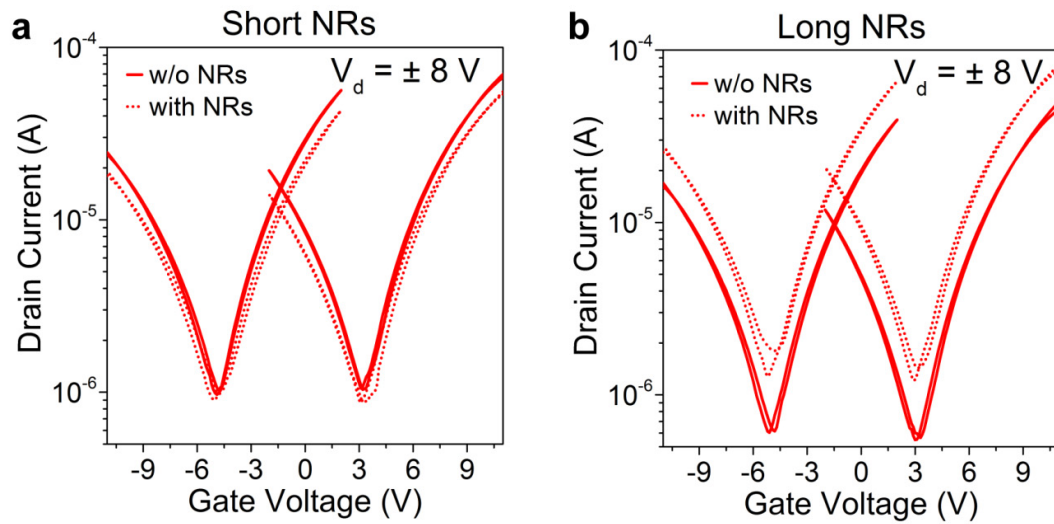 a
Short NRs
10⁻⁴
10⁻⁵
10⁻⁶
Drain Current (A)
w/o NRs
with NRs
V_d = ± 8 V
-9 -6 -3 0 3 6 9
Gate Voltage (V)
b
Long NRs
10⁻⁴
10⁻⁵
10⁻⁶
Drain Current (A)
w/o NRs
with NRs
V_d = ± 8 V
-9 -6 -3 0 3 6 9
Gate Voltage (V)